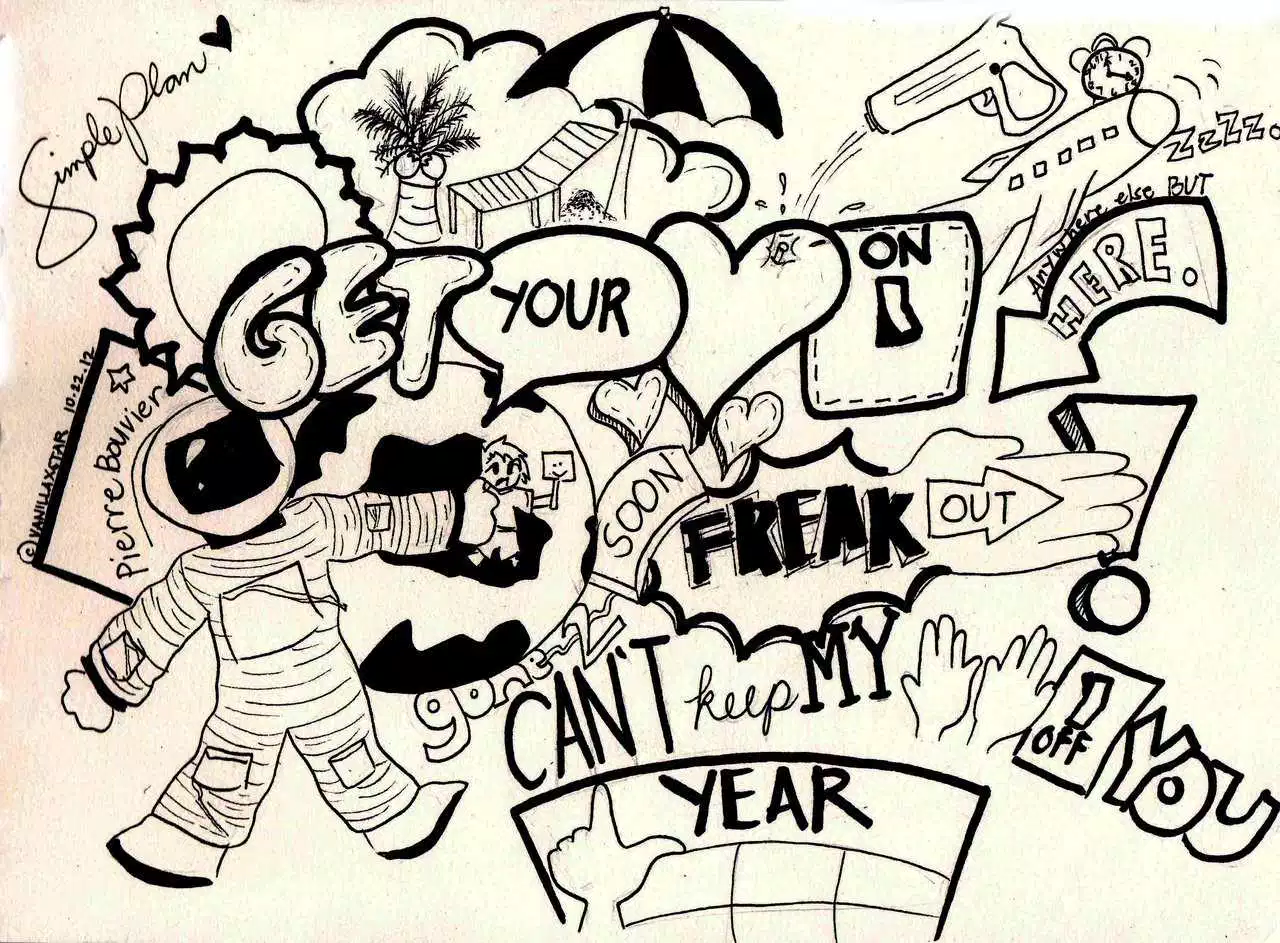 Simple Plan
ZzZZ.
Anywhere else BUT
HERE.
GET YOUR ON
©VANILLAXSTAR 10.22.12
Pierre Bouvier
SOON
FREAK OUT !
gone
CAN'T keep MY
OFF YOU
YEAR